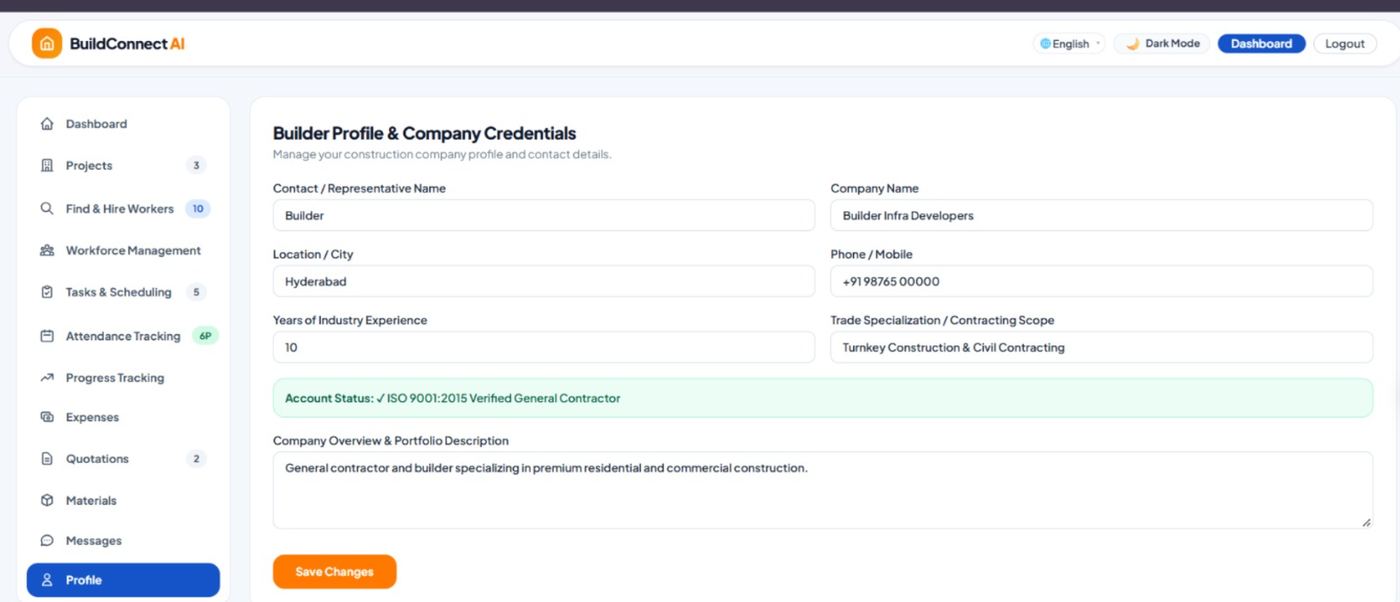 BuildConnect AI
English
Dark Mode
Dashboard
Logout
Dashboard
Projects 3
Find & Hire Workers 10
Workforce Management
Tasks & Scheduling 5
Attendance Tracking 6P
Progress Tracking
Expenses
Quotations 2
Materials
Messages
Profile
Builder Profile & Company Credentials
Manage your construction company profile and contact details.
Contact / Representative Name
Builder
Company Name
Builder Infra Developers
Location / City
Hyderabad
Phone / Mobile
+91 98765 00000
Years of Industry Experience
10
Trade Specialization / Contracting Scope
Turnkey Construction & Civil Contracting
Account Status: ✓ ISO 9001:2015 Verified General Contractor
Company Overview & Portfolio Description
General contractor and builder specializing in premium residential and commercial construction.
Save Changes